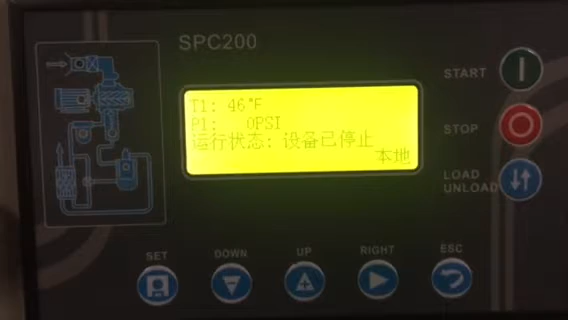 SPC200
T1: 46°F
P1: 0PSI
运行状态: 设备已停止
本地
START
STOP
LOAD
UNLOAD
SET
DOWN
UP
RIGHT
ESC